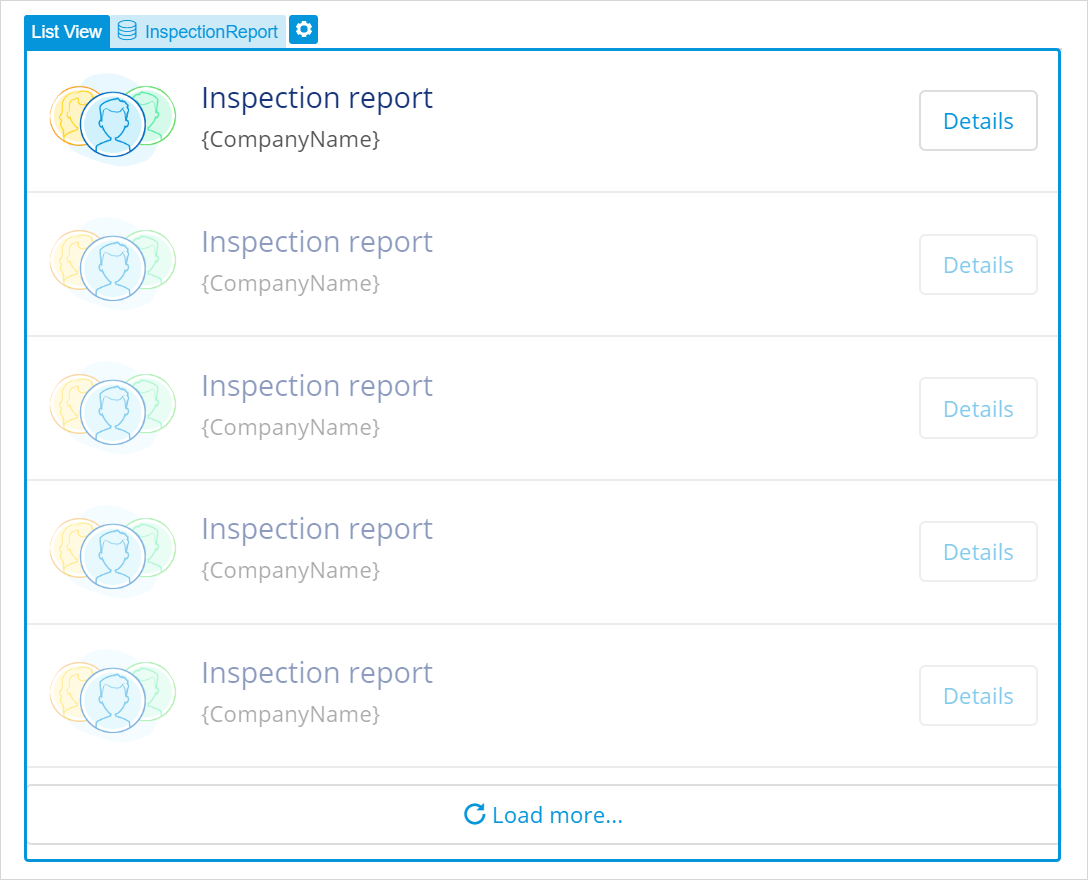 List View InspectionReport
Inspection report
{CompanyName}
Details
Inspection report
{CompanyName}
Details
Inspection report
{CompanyName}
Details
Inspection report
{CompanyName}
Details
Inspection report
{CompanyName}
Details
Load more...